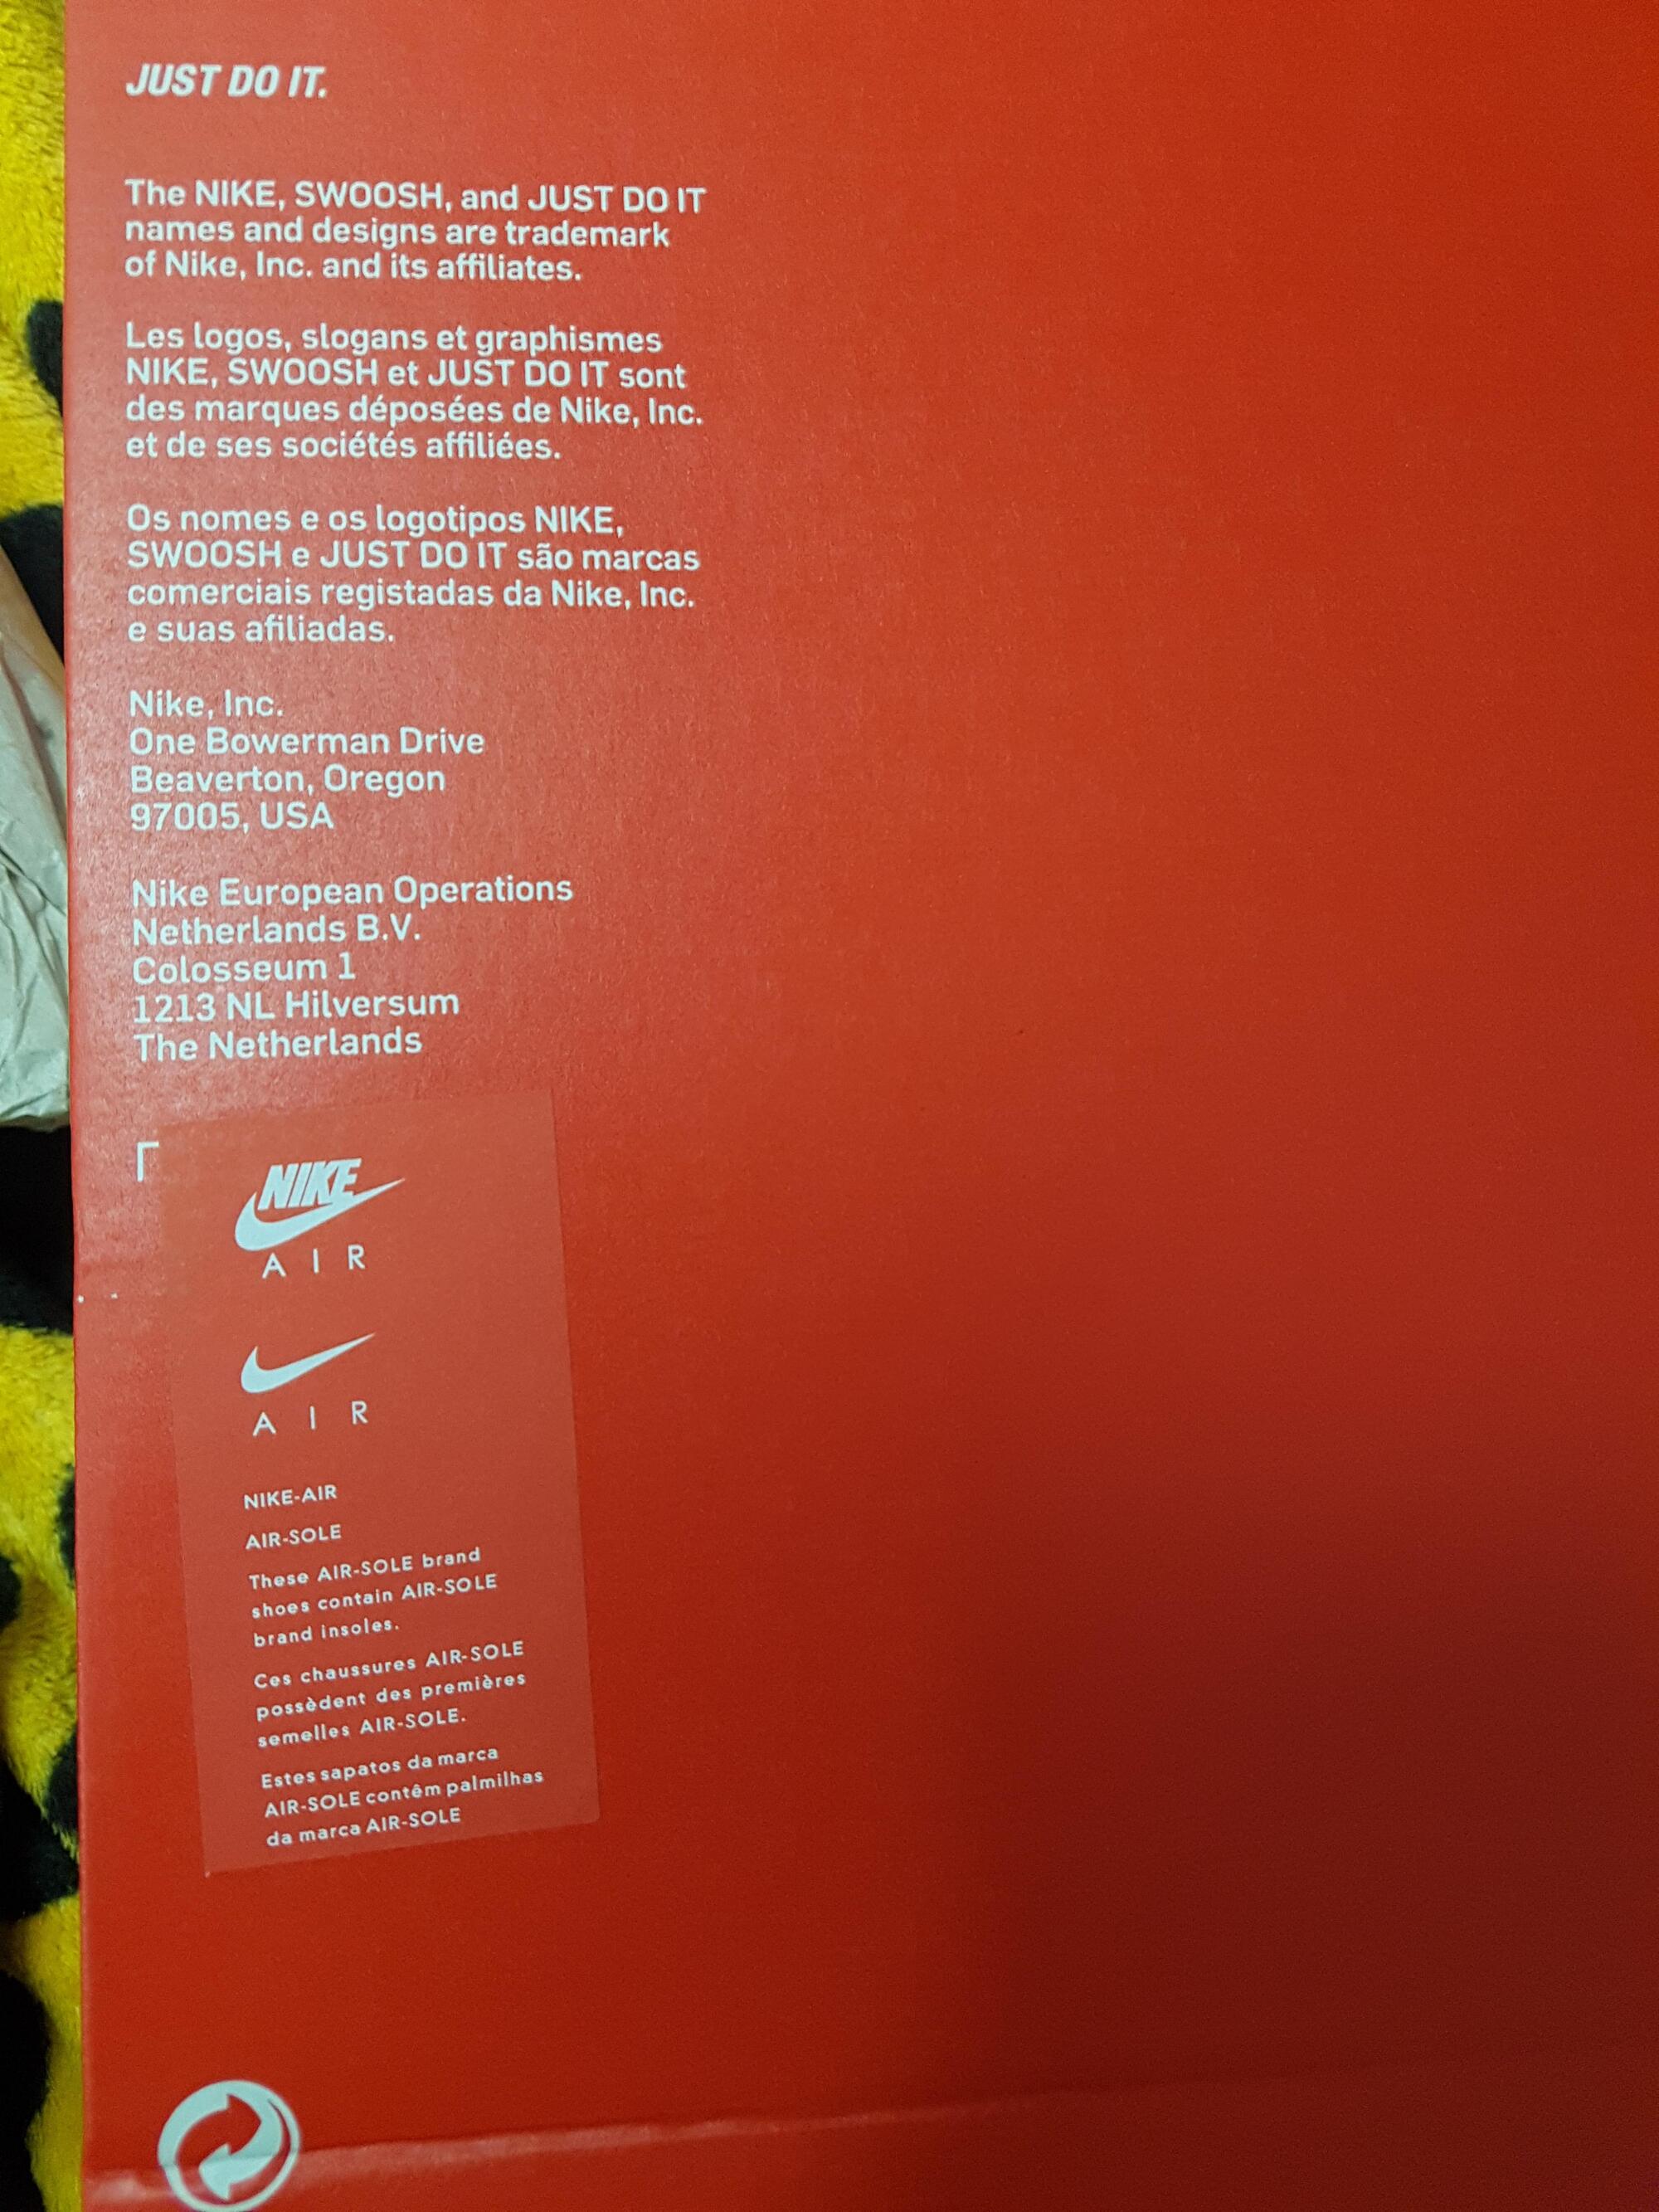 JUST DO IT.
The NIKE, SWOOSH, and JUST DO IT
names and designs are trademark
of Nike, Inc. and its affiliates.
Les logos, slogans et graphismes
NIKE, SWOOSH et JUST DO IT sont
des marques déposées de Nike, Inc.
et de ses sociétés affiliées.
Os nomes e os logotipos NIKE,
SWOOSH e JUST DO IT são marcas
comerciais registadas da Nike, Inc.
e suas afiliadas.
Nike, Inc.
One Bowerman Drive
Beaverton, Oregon
97005, USA
Nike European Operations
Netherlands B.V.
Colosseum 1
1213 NL Hilversum
The Netherlands
NIKE
AIR
AIR
NIKE-AIR
AIR-SOLE
These AIR-SOLE brand
shoes contain AIR-SOLE
brand insoles.
Ces chaussures AIR-SOLE
possèdent des premières
semelles AIR-SOLE.
Estes sapatos da marca
AIR-SOLE contêm palmilhas
da marca AIR-SOLE